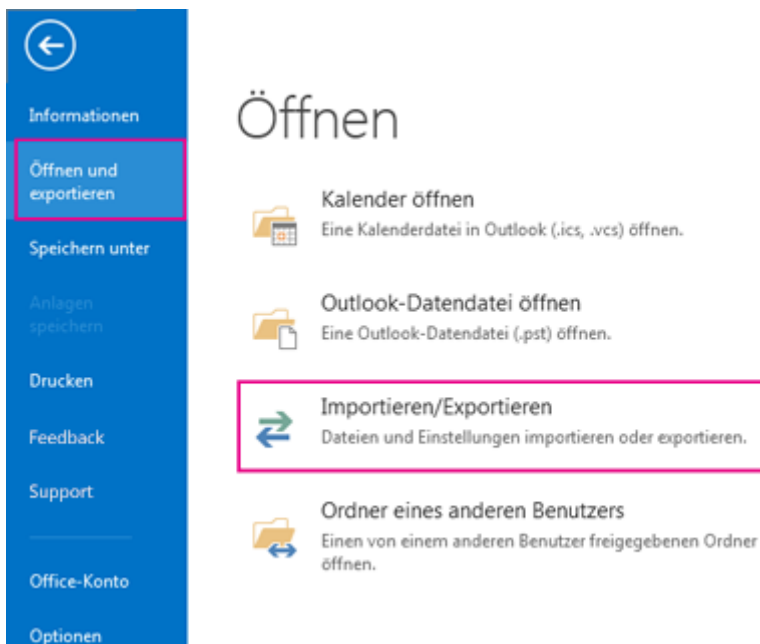 Informationen
Öffnen und
exportieren
Speichern unter
Anlagen
speichern
Drucken
Feedback
Support
Office-Konto
Optionen
Öffnen
Kalender öffnen
Eine Kalenderdatei in Outlook (.ics, .vcs) öffnen.
Outlook-Datendatei öffnen
Eine Outlook-Datendatei (.pst) öffnen.
Importieren/Exportieren
Dateien und Einstellungen importieren oder exportieren.
Ordner eines anderen Benutzers
Einen von einem anderen Benutzer freigegebenen Ordner
öffnen.